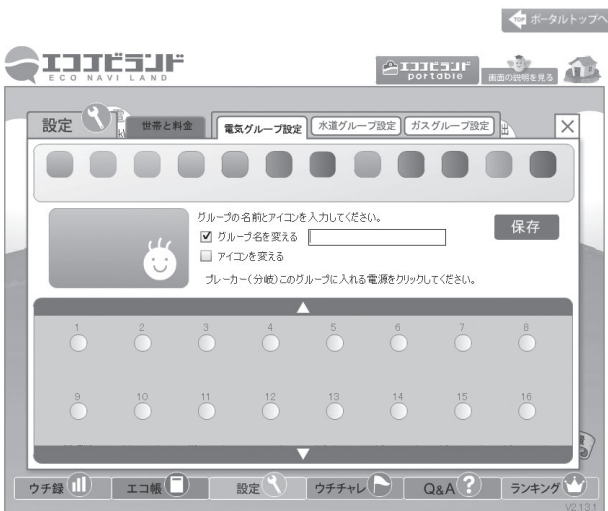 TOP ポータルトップへ
エコナビランド
ECO NAVI LAND
エコナビランド
portable
画面の説明を見る
設定
世帯と料金
電気グループ設定
水道グループ設定
ガスグループ設定
グループの名前とアイコンを入力してください。
グループ名を変える
アイコンを変える
保存
ブレーカー(分岐)このグループに入れる電源をクリックしてください。
1 2 3 4 5 6 7 8
9 10 11 12 13 14 15 16
ウチ録 エコ帳 設定 ウチチャレ Q&A ? ランキング
V2.13.1